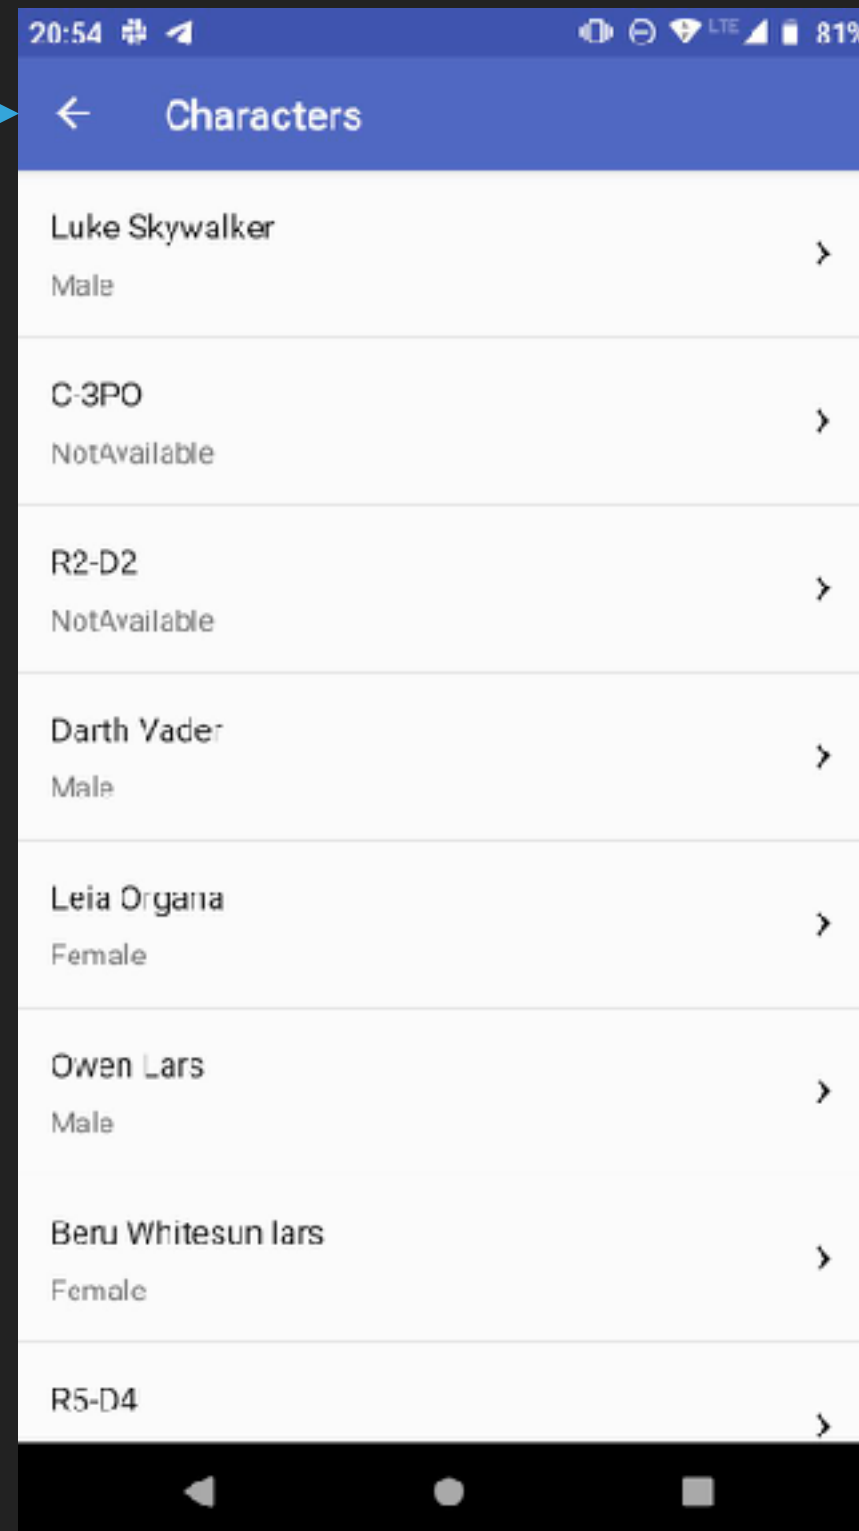 20:54 LTE 81%
Characters
Luke Skywalker
Male
C-3PO
NotAvailable
R2-D2
NotAvailable
Darth Vader
Male
Leia Organa
Female
Owen Lars
Male
Beru Whitesun lars
Female
R5-D4